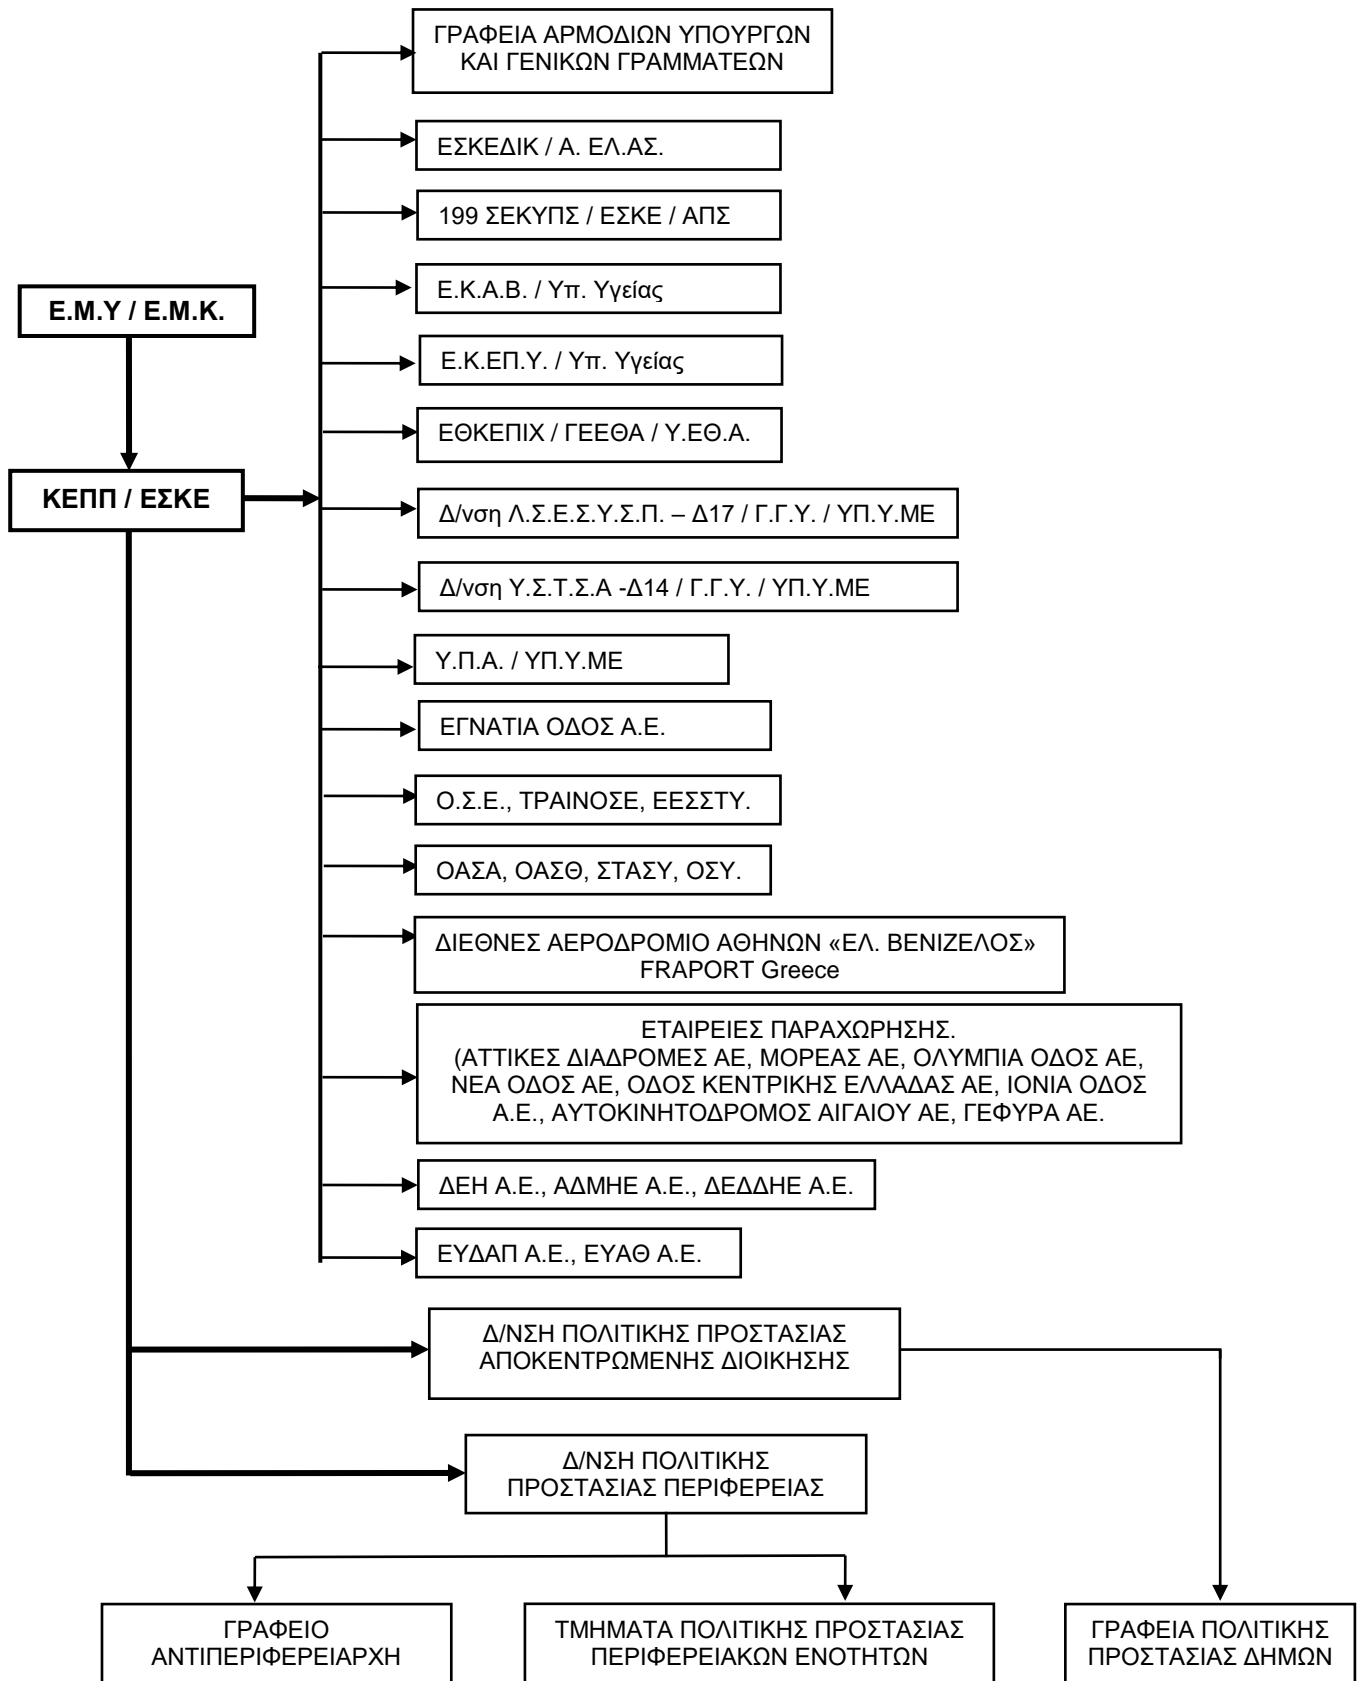 ΓΡΑΦΕΙΑ ΑΡΜΟΔΙΩΝ ΥΠΟΥΡΓΩΝ
ΚΑΙ ΓΕΝΙΚΩΝ ΓΡΑΜΜΑΤΕΩΝ
ΕΣΚΕΔΙΚ / Α. ΕΛ.ΑΣ.
199 ΣΕΚΥΠΣ / ΕΣΚΕ / ΑΠΣ
Ε.Μ.Υ / Ε.Μ.Κ.
Ε.Κ.Α.Β. / Υπ. Υγείας
Ε.Κ.ΕΠ.Υ. / Υπ. Υγείας
ΕΘΚΕΠΙΧ / ΓΕΕΘΑ / Υ.ΕΘ.Α.
ΚΕΠΠ / ΕΣΚΕ
Δ/νση Λ.Σ.Ε.Σ.Υ.Σ.Π. – Δ17 / Γ.Γ.Υ. / ΥΠ.Υ.ΜΕ
Δ/νση Υ.Σ.Τ.Σ.Α -Δ14 / Γ.Γ.Υ. / ΥΠ.Υ.ΜΕ
Υ.Π.Α. / ΥΠ.Υ.ΜΕ
ΕΓΝΑΤΙΑ ΟΔΟΣ Α.Ε.
Ο.Σ.Ε., ΤΡΑΙΝΟΣΕ, ΕΕΣΣΤΥ.
ΟΑΣΑ, ΟΑΣΘ, ΣΤΑΣΥ, ΟΣΥ.
ΔΙΕΘΝΕΣ ΑΕΡΟΔΡΟΜΙΟ ΑΘΗΝΩΝ «ΕΛ. ΒΕΝΙΖΕΛΟΣ»
FRAPORT Greece
ΕΤΑΙΡΕΙΕΣ ΠΑΡΑΧΩΡΗΣΗΣ.
(ΑΤΤΙΚΕΣ ΔΙΑΔΡΟΜΕΣ ΑΕ, ΜΟΡΕΑΣ ΑΕ, ΟΛΥΜΠΙΑ ΟΔΟΣ ΑΕ,
ΝΕΑ ΟΔΟΣ ΑΕ, ΟΔΟΣ ΚΕΝΤΡΙΚΗΣ ΕΛΛΑΔΑΣ ΑΕ, ΙΟΝΙΑ ΟΔΟΣ
Α.Ε., ΑΥΤΟΚΙΝΗΤΟΔΡΟΜΟΣ ΑΙΓΑΙΟΥ ΑΕ, ΓΕΦΥΡΑ ΑΕ.
ΔΕΗ Α.Ε., ΑΔΜΗΕ Α.Ε., ΔΕΔΔΗΕ Α.Ε.
ΕΥΔΑΠ Α.Ε., ΕΥΑΘ Α.Ε.
Δ/ΝΣΗ ΠΟΛΙΤΙΚΗΣ ΠΡΟΣΤΑΣΙΑΣ
ΑΠΟΚΕΝΤΡΩΜΕΝΗΣ ΔΙΟΙΚΗΣΗΣ
Δ/ΝΣΗ ΠΟΛΙΤΙΚΗΣ
ΠΡΟΣΤΑΣΙΑΣ ΠΕΡΙΦΕΡΕΙΑΣ
ΓΡΑΦΕΙΟ
ΑΝΤΙΠΕΡΙΦΕΡΕΙΑΡΧΗ
ΤΜΗΜΑΤΑ ΠΟΛΙΤΙΚΗΣ ΠΡΟΣΤΑΣΙΑΣ
ΠΕΡΙΦΕΡΕΙΑΚΩΝ ΕΝΟΤΗΤΩΝ
ΓΡΑΦΕΙΑ ΠΟΛΙΤΙΚΗΣ
ΠΡΟΣΤΑΣΙΑΣ ΔΗΜΩΝ